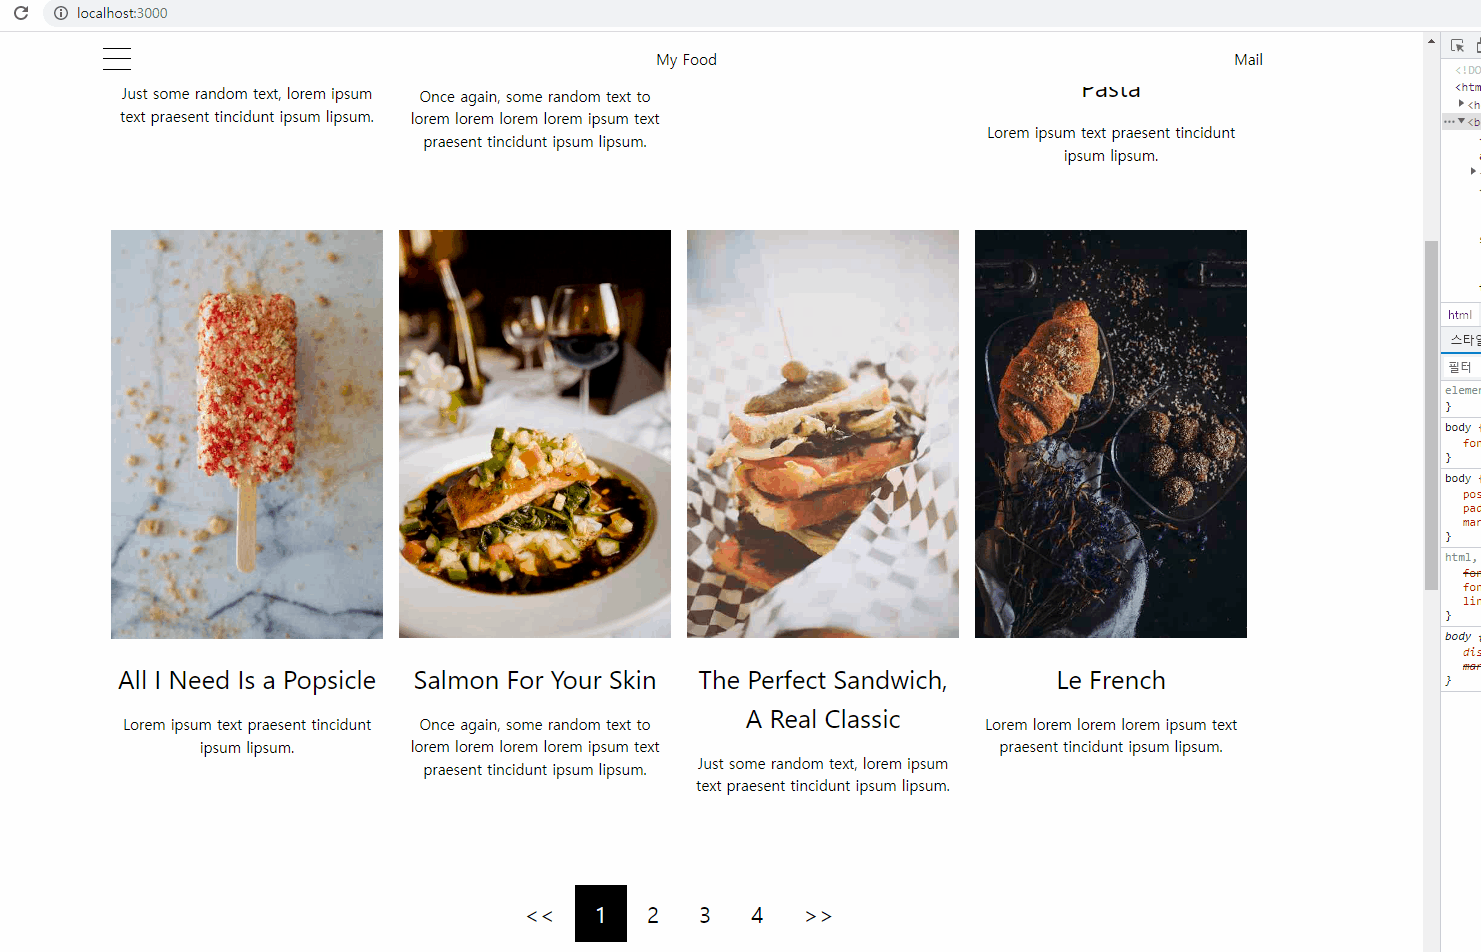 localhost:3000
My Food
Mail
Just some random text, lorem ipsum
text praesent tincidunt ipsum lipsum.
Once again, some random text to
lorem lorem lorem lorem ipsum text
praesent tincidunt ipsum lipsum.
Pasta
Lorem ipsum text praesent tincidunt
ipsum lipsum.
All I Need Is a Popsicle
Lorem ipsum text praesent tincidunt
ipsum lipsum.
Salmon For Your Skin
Once again, some random text to
lorem lorem lorem lorem ipsum text
praesent tincidunt ipsum lipsum.
The Perfect Sandwich,
A Real Classic
Just some random text, lorem ipsum
text praesent tincidunt ipsum lipsum.
Le French
Lorem lorem lorem lorem ipsum text
praesent tincidunt ipsum lipsum.
<< 1 2 3 4 >>
<!DO
<htm
<h
<b
html
스타일
필터
elemen
}
body {
fon
}
body {
pos
pad
mar
}
html,
fon
fon
lin
}
body
dis
mar
}